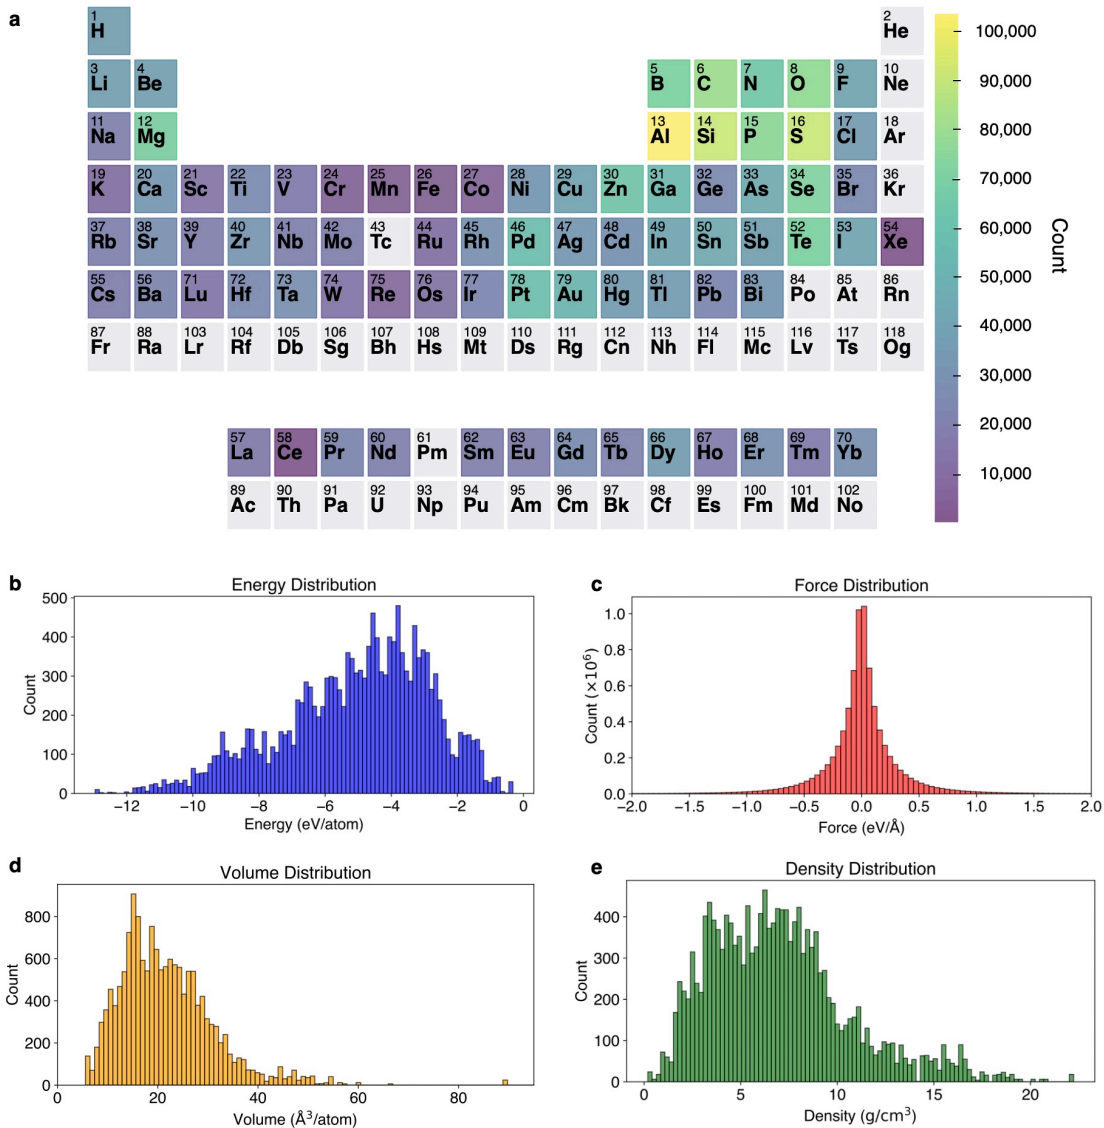 a
1 2
H He
3 4 5 6 7 8 9 10
Li Be B C N O F Ne
11 12 13 14 15 16 17 18
Na Mg Al Si P S Cl Ar
19 20 21 22 23 24 25 26 27 28 29 30 31 32 33 34 35 36
K Ca Sc Ti V Cr Mn Fe Co Ni Cu Zn Ga Ge As Se Br Kr
37 38 39 40 41 42 43 44 45 46 47 48 49 50 51 52 53 54
Rb Sr Y Zr Nb Mo Tc Ru Rh Pd Ag Cd In Sn Sb Te I Xe
55 56 71 72 73 74 75 76 77 78 79 80 81 82 83 84 85 86
Cs Ba Lu Hf Ta W Re Os Ir Pt Au Hg Tl Pb Bi Po At Rn
87 88 103 104 105 106 107 108 109 110 111 112 113 114 115 116 117 118
Fr Ra Lr Rf Db Sg Bh Hs Mt Ds Rg Cn Nh Fl Mc Lv Ts Og
57 58 59 60 61 62 63 64 65 66 67 68 69 70
La Ce Pr Nd Pm Sm Eu Gd Tb Dy Ho Er Tm Yb
89 90 91 92 93 94 95 96 97 98 99 100 101 102
Ac Th Pa U Np Pu Am Cm Bk Cf Es Fm Md No
100,000
90,000
80,000
70,000
60,000
50,000
40,000
30,000
20,000
10,000
Count
b
Energy Distribution
500
400
300
200
100
0
Count
−12 −10 −8 −6 −4 −2 0
Energy (eV/atom)
c
Force Distribution
1.0
0.8
0.6
0.4
0.2
0.0
Count (×10⁶)
−2.0 −1.5 −1.0 −0.5 0.0 0.5 1.0 1.5 2.0
Force (eV/Å)
d
Volume Distribution
800
600
400
200
0
Count
0 20 40 60 80
Volume (Å³/atom)
e
Density Distribution
400
300
200
100
0
Count
0 5 10 15 20
Density (g/cm³)